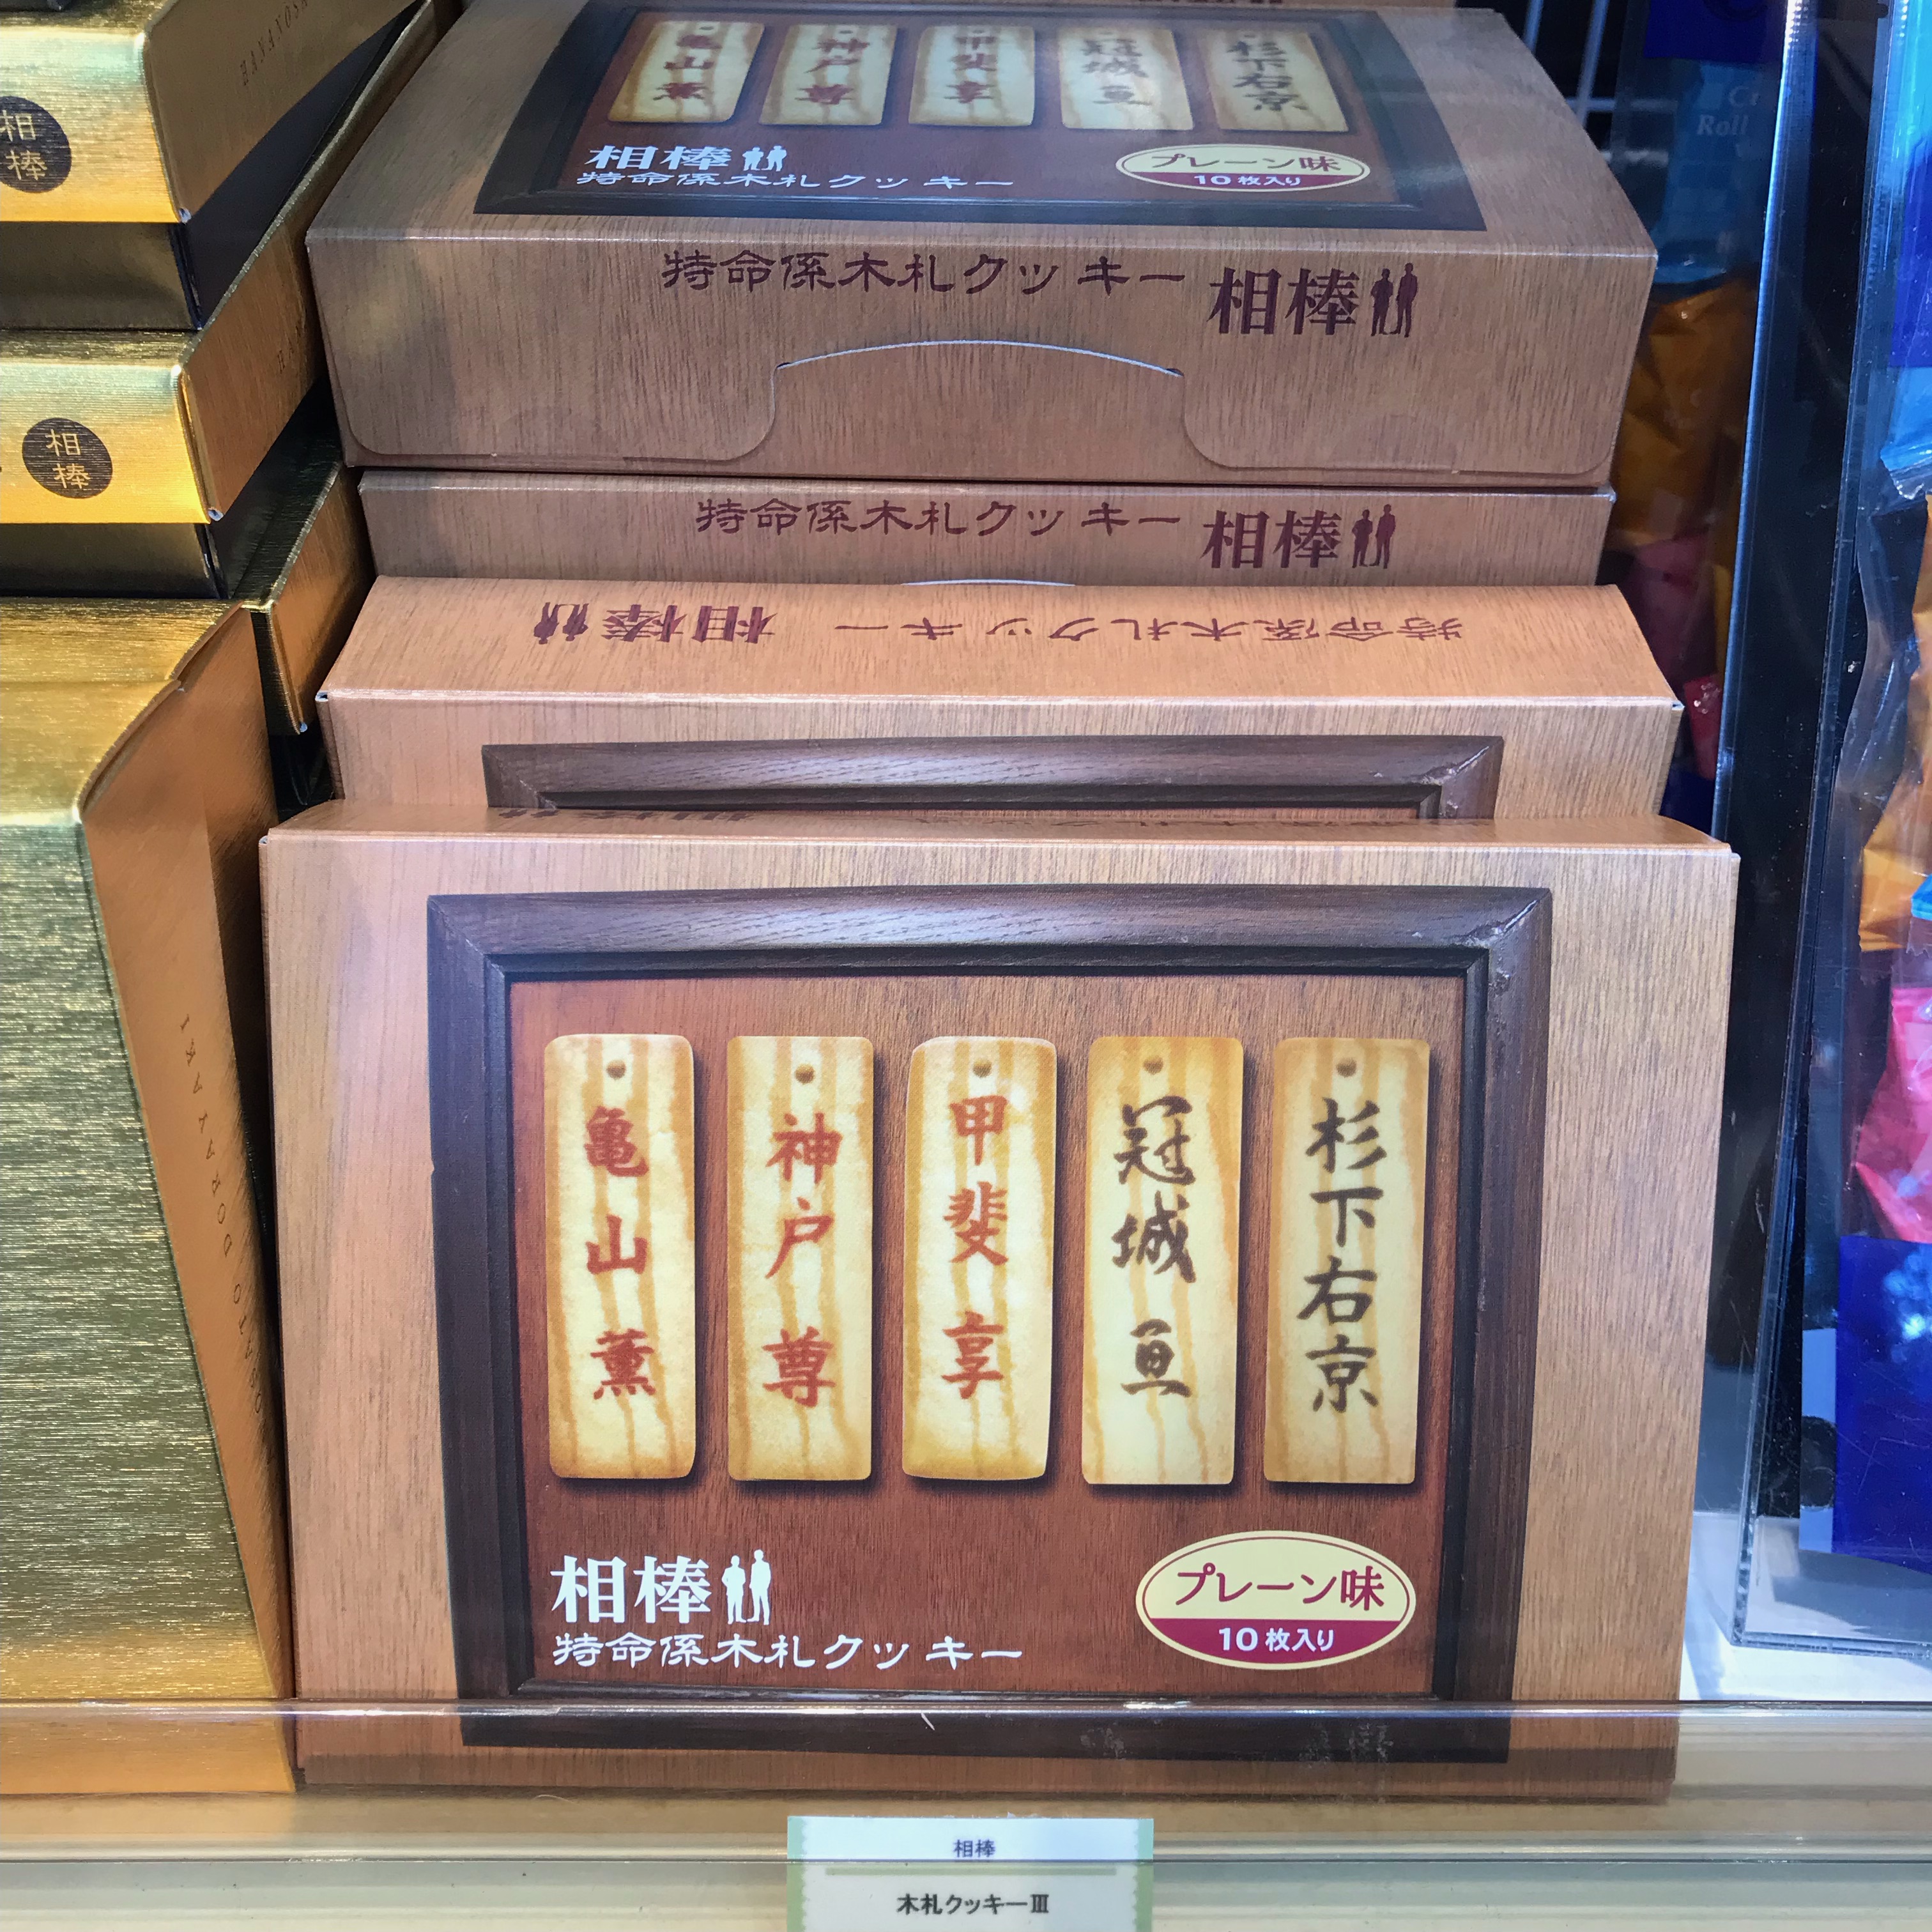 HANANOSA
相棒
相棒
亀山薫
神戸尊
甲斐享
冠城亘
杉下右京
相棒
特命係木札クッキー
プレーン味
10枚入り
特命係木札クッキー 相棒
特命係木札クッキー 相棒
相棒 特命係木札クッキー
亀山薫
神戸尊
甲斐享
冠城亘
杉下右京
相棒
特命係木札クッキー
プレーン味
10枚入り
相棒
木札クッキーⅢ
Roll